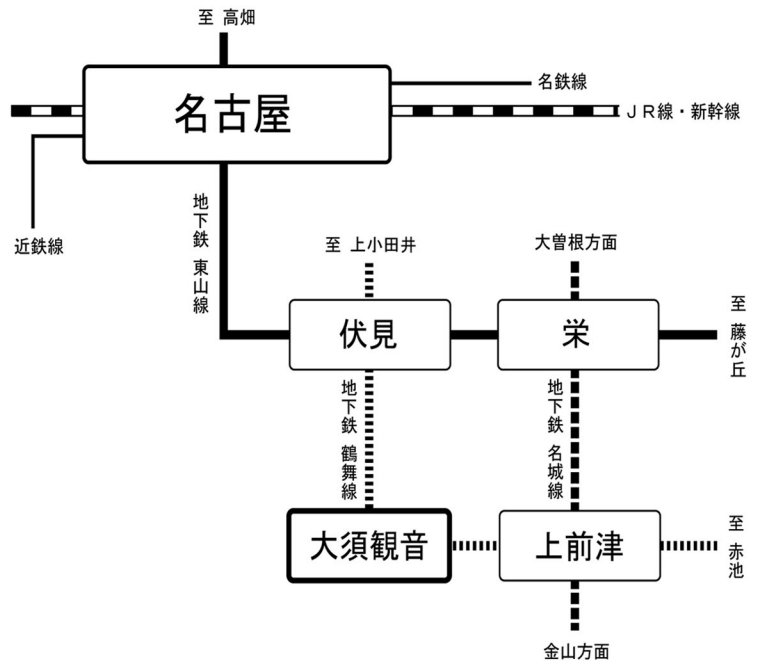 至 高畑
名鉄線
名古屋
JR線・新幹線
近鉄線
地下鉄 東山線
至 上小田井
大曽根方面
伏見
栄
至 藤が丘
地下鉄 鶴舞線
地下鉄 名城線
大須観音
上前津
至 赤池
金山方面